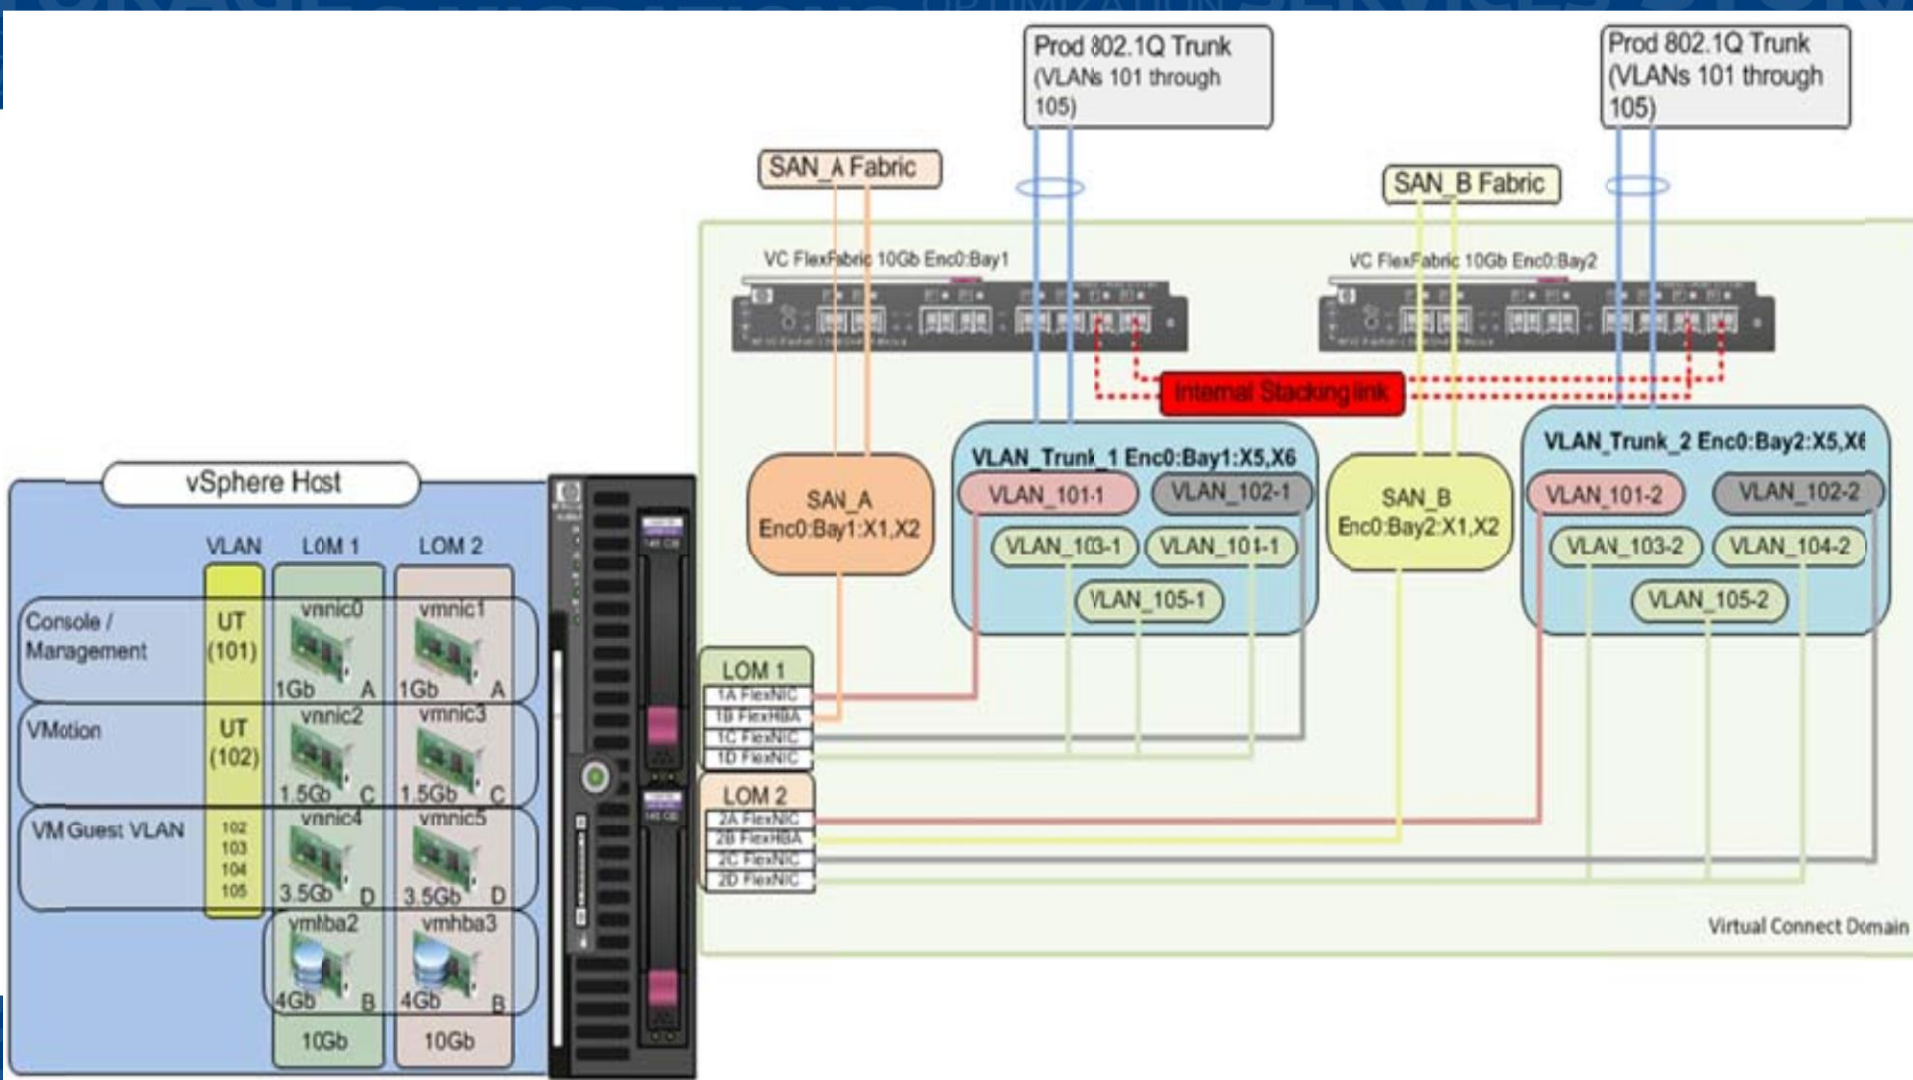 OPTIMIZATION
Prod 802.1Q Trunk
(VLANs 101 through
105)
Prod 802.1Q Trunk
(VLANs 101 through
105)
SAN_A Fabric
SAN_B Fabric
VC FlexFabric 10Gb Enc0:Bay1
VC FlexFabric 10Gb Enc0:Bay2
Internal Stacking link
VLAN_Trunk_1 Enc0:Bay1:X5,X6
VLAN_101-1
VLAN_102-1
VLAN_103-1
VLAN_104-1
VLAN_105-1
VLAN_Trunk_2 Enc0:Bay2:X5,X6
VLAN_101-2
VLAN_102-2
VLAN_103-2
VLAN_104-2
VLAN_105-2
SAN_A
Enc0:Bay1:X1,X2
SAN_B
Enc0:Bay2:X1,X2
vSphere Host
VLAN
LOM 1
LOM 2
Console /
Management
UT
(101)
vmnic0
1Gb A
vmnic1
1Gb A
VMotion
UT
(102)
vmnic2
1.5Gb C
vmnic3
1.5Gb C
VM Guest VLAN
102
103
104
105
vmnic4
3.5Gb D
vmnic5
3.5Gb D
vmhba2
4Gb B
vmhba3
4Gb B
10Gb
10Gb
LOM 1
1A FlexNIC
1B FlexHBA
1C FlexNIC
1D FlexNIC
LOM 2
2A FlexNIC
2B FlexHBA
2C FlexNIC
2D FlexNIC
Virtual Connect Domain